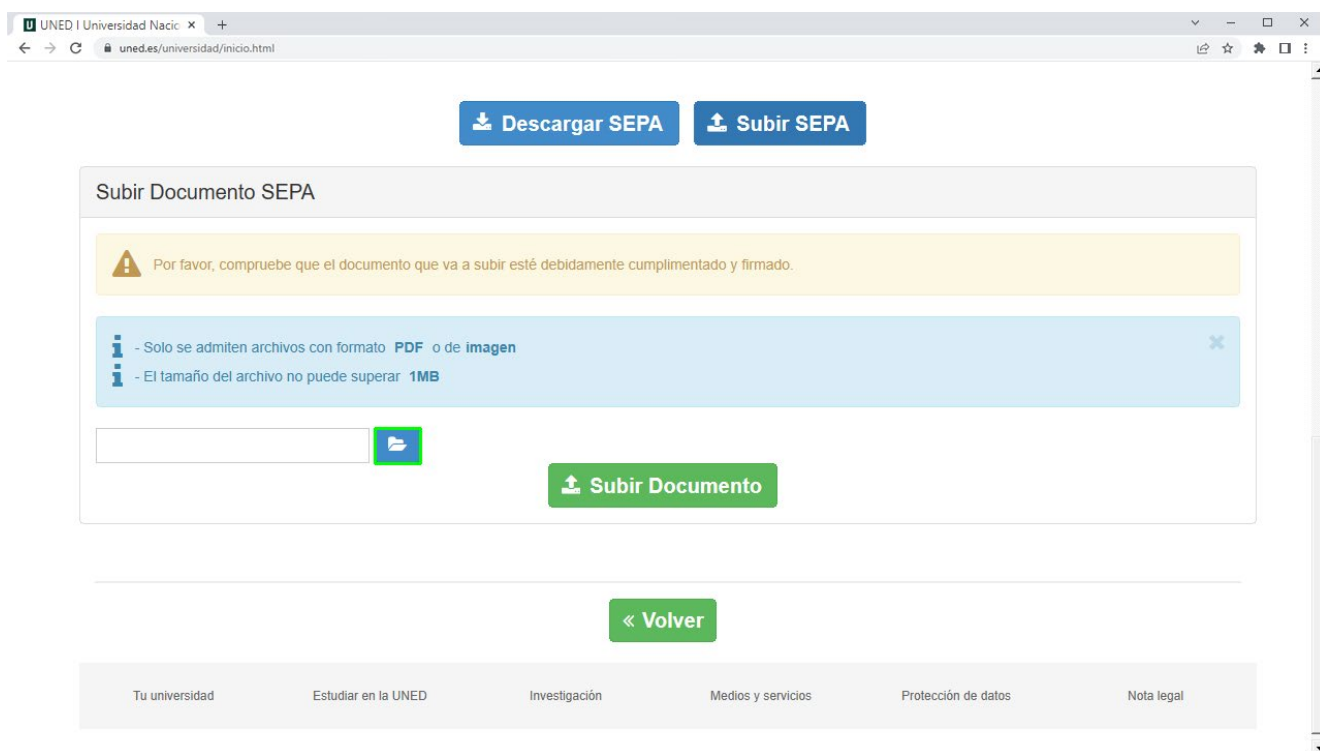 UNED I Universidad Nacio
uned.es/universidad/inicio.html
Descargar SEPA Subir SEPA
Subir Documento SEPA
Por favor, compruebe que el documento que va a subir esté debidamente cumplimentado y firmado.
- Solo se admiten archivos con formato PDF o de imagen
- El tamaño del archivo no puede superar 1MB
Subir Documento
« Volver
Tu universidad Estudiar en la UNED Investigación Medios y servicios Protección de datos Nota legal